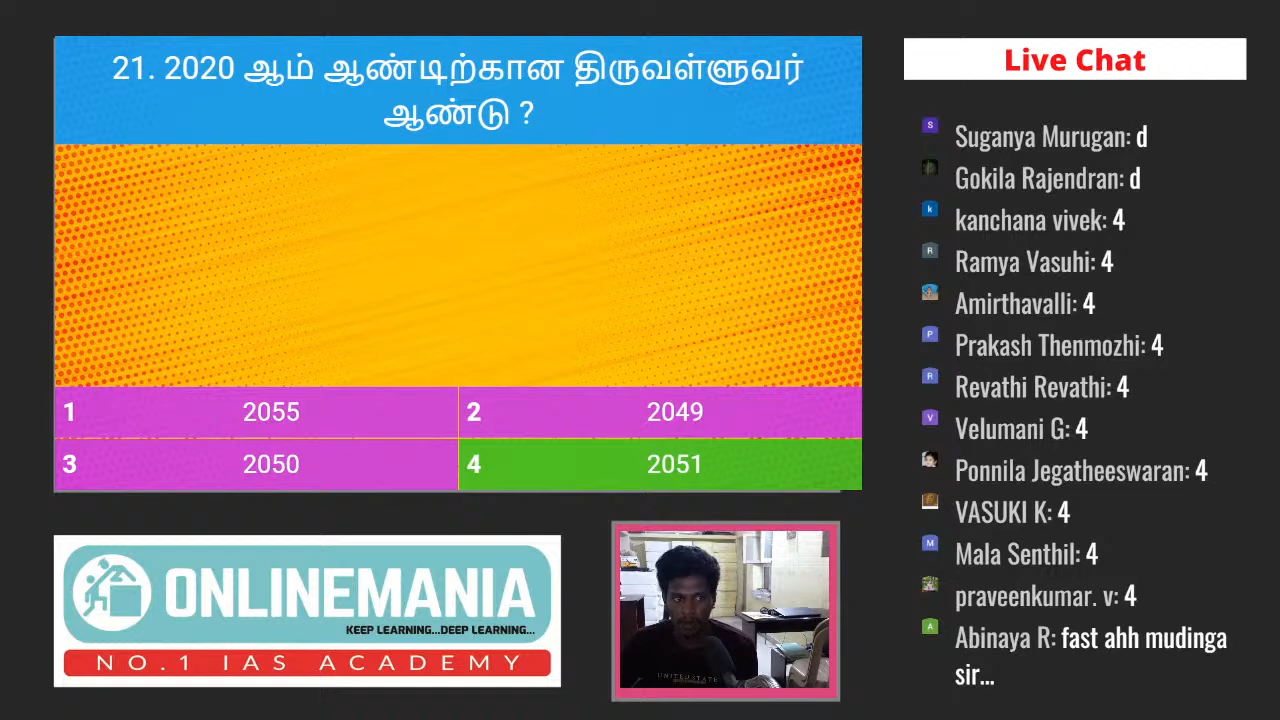 21. 2020 ஆம் ஆண்டிற்கான திருவள்ளுவர்
ஆண்டு ?
1 2055
2 2049
3 2050
4 2051
ONLINEMANIA
KEEP LEARNING...DEEP LEARNING...
NO.1 IAS ACADEMY
UNITED STATE
Live Chat
S Suganya Murugan: d
Gokila Rajendran: d
k kanchana vivek: 4
R Ramya Vasuhi: 4
Amirthavalli: 4
P Prakash Thenmozhi: 4
R Revathi Revathi: 4
V Velumani G: 4
Ponnila Jegatheeswaran: 4
VASUKI K: 4
M Mala Senthil: 4
praveenkumar. v: 4
A Abinaya R: fast ahh mudinga
sir...